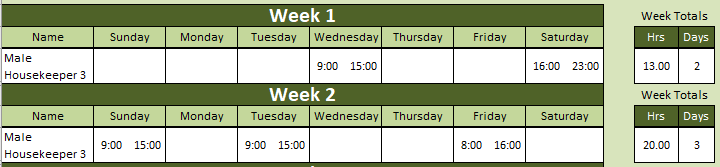 Week 1 Week Totals
Name Sunday Monday Tuesday Wednesday Thursday Friday Saturday Hrs Days
Male
9:00 15:00 16:00 23:00 13.00 2
Housekeeper 3
Week 2 Week Totals
Name Sunday Monday Tuesday Wednesday Thursday Friday Saturday Hrs Days
Male
9:00 15:00 9:00 15:00 8:00 16:00 20.00 3
Housekeeper 3